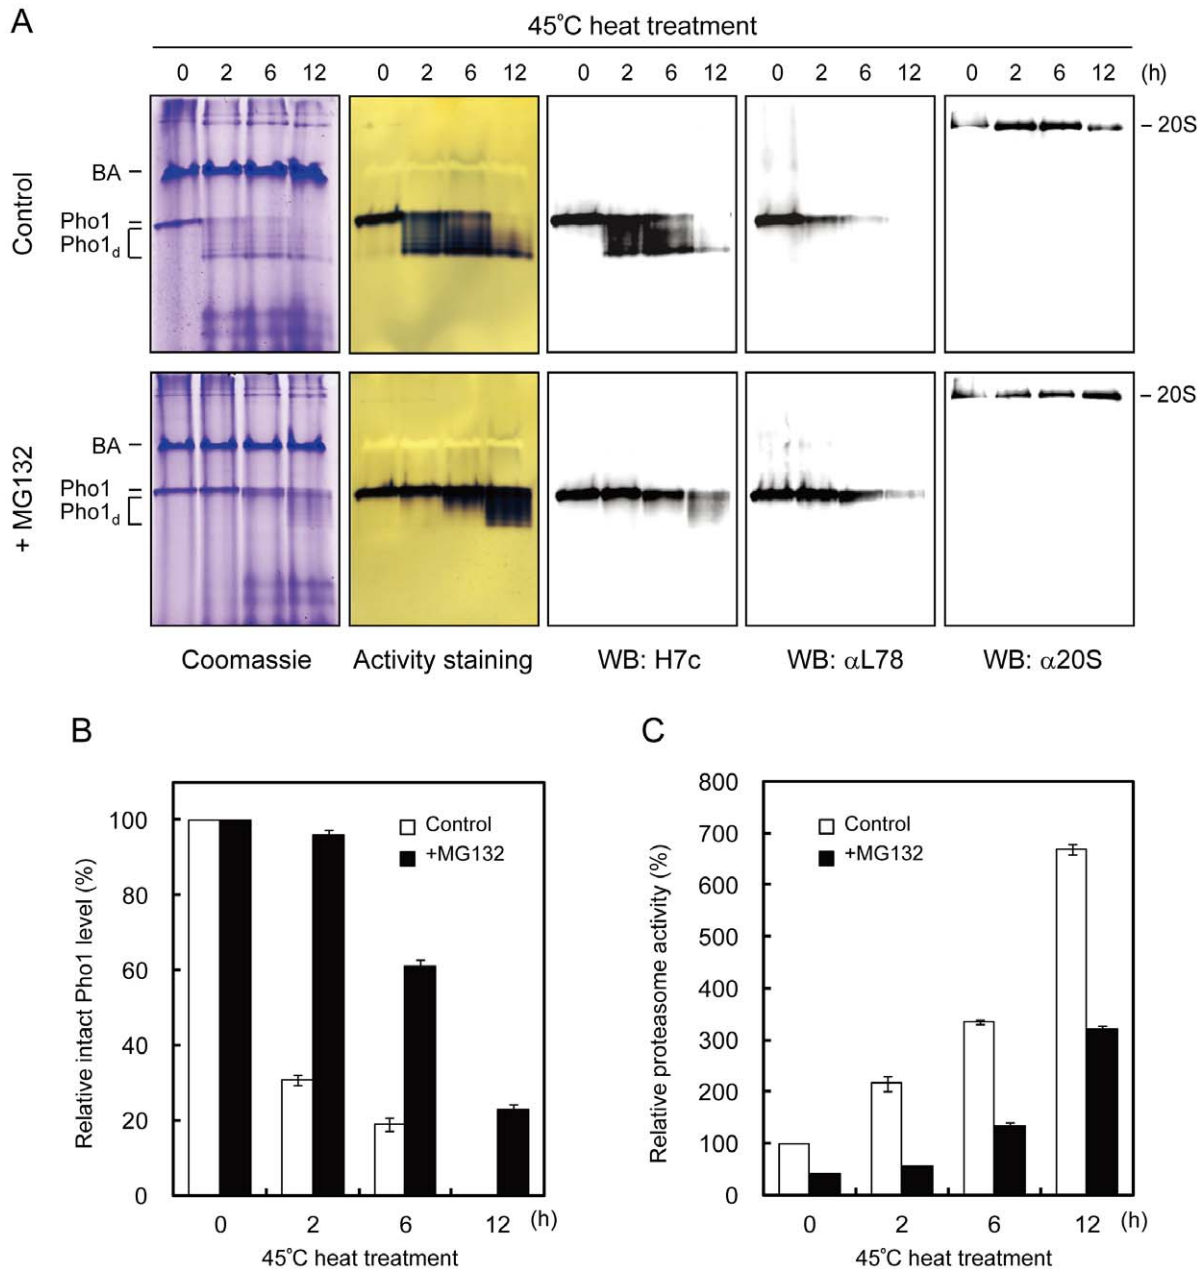 A
45°C heat treatment
0 2 6 12 0 2 6 12 0 2 6 12 0 2 6 12 0 2 6 12 (h)
Control
BA
Pho1
Pho1d
20S
+ MG132
BA
Pho1
Pho1d
20S
Coomassie Activity staining WB: H7c WB: αL78 WB: α20S
B
Relative intact Pho1 level (%)
100
80
60
40
20
0
Control
+MG132
0 2 6 12 (h)
45°C heat treatment
C
Relative proteasome activity (%)
800
700
600
500
400
300
200
100
0
Control
+MG132
0 2 6 12 (h)
45°C heat treatment